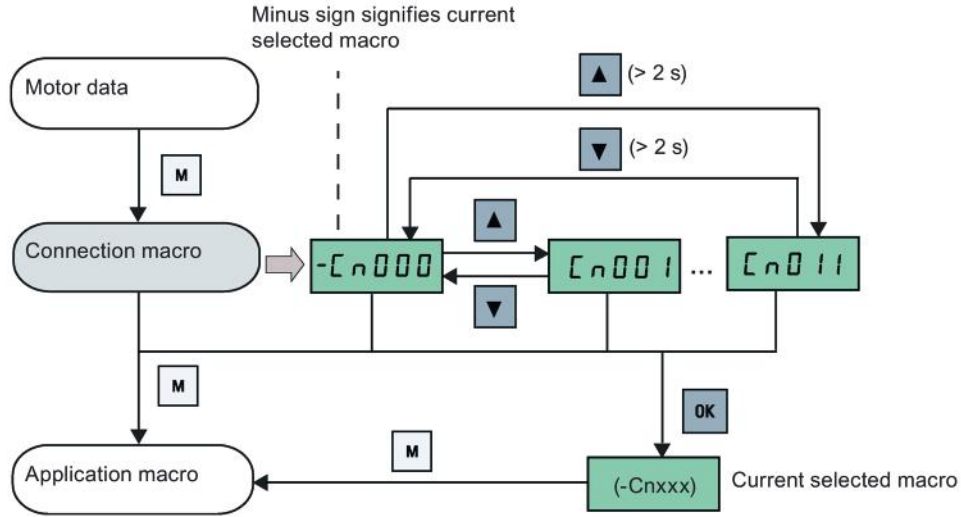 Minus sign signifies current
selected macro
Motor data
▲ (> 2 s)
▼ (> 2 s)
M
▲
Connection macro
-Cn000
Cn001
...
Cn011
▼
M
OK
M
Application macro
(-Cnxxx)
Current selected macro